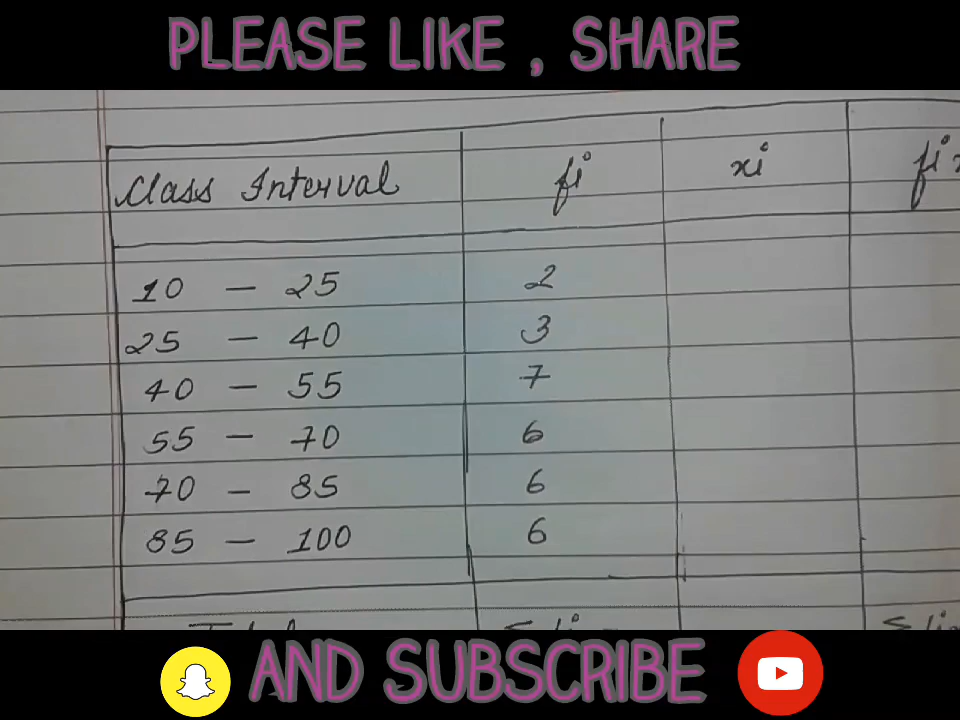 PLEASE LIKE , SHARE
Class Interval fi xi fi
10 — 25 2
25 — 40 3
40 — 55 7
55 — 70 6
70 — 85 6
85 — 100 6
AND SUBSCRIBE